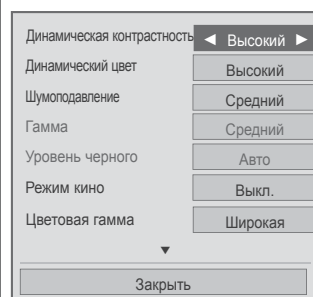 Динамическая контрастность ◄ Высокий ►
Динамический цвет Высокий
Шумоподавление Средний
Гамма Средний
Уровень черного Авто
Режим кино Выкл.
Цветовая гамма Широкая
▼
Закрыть